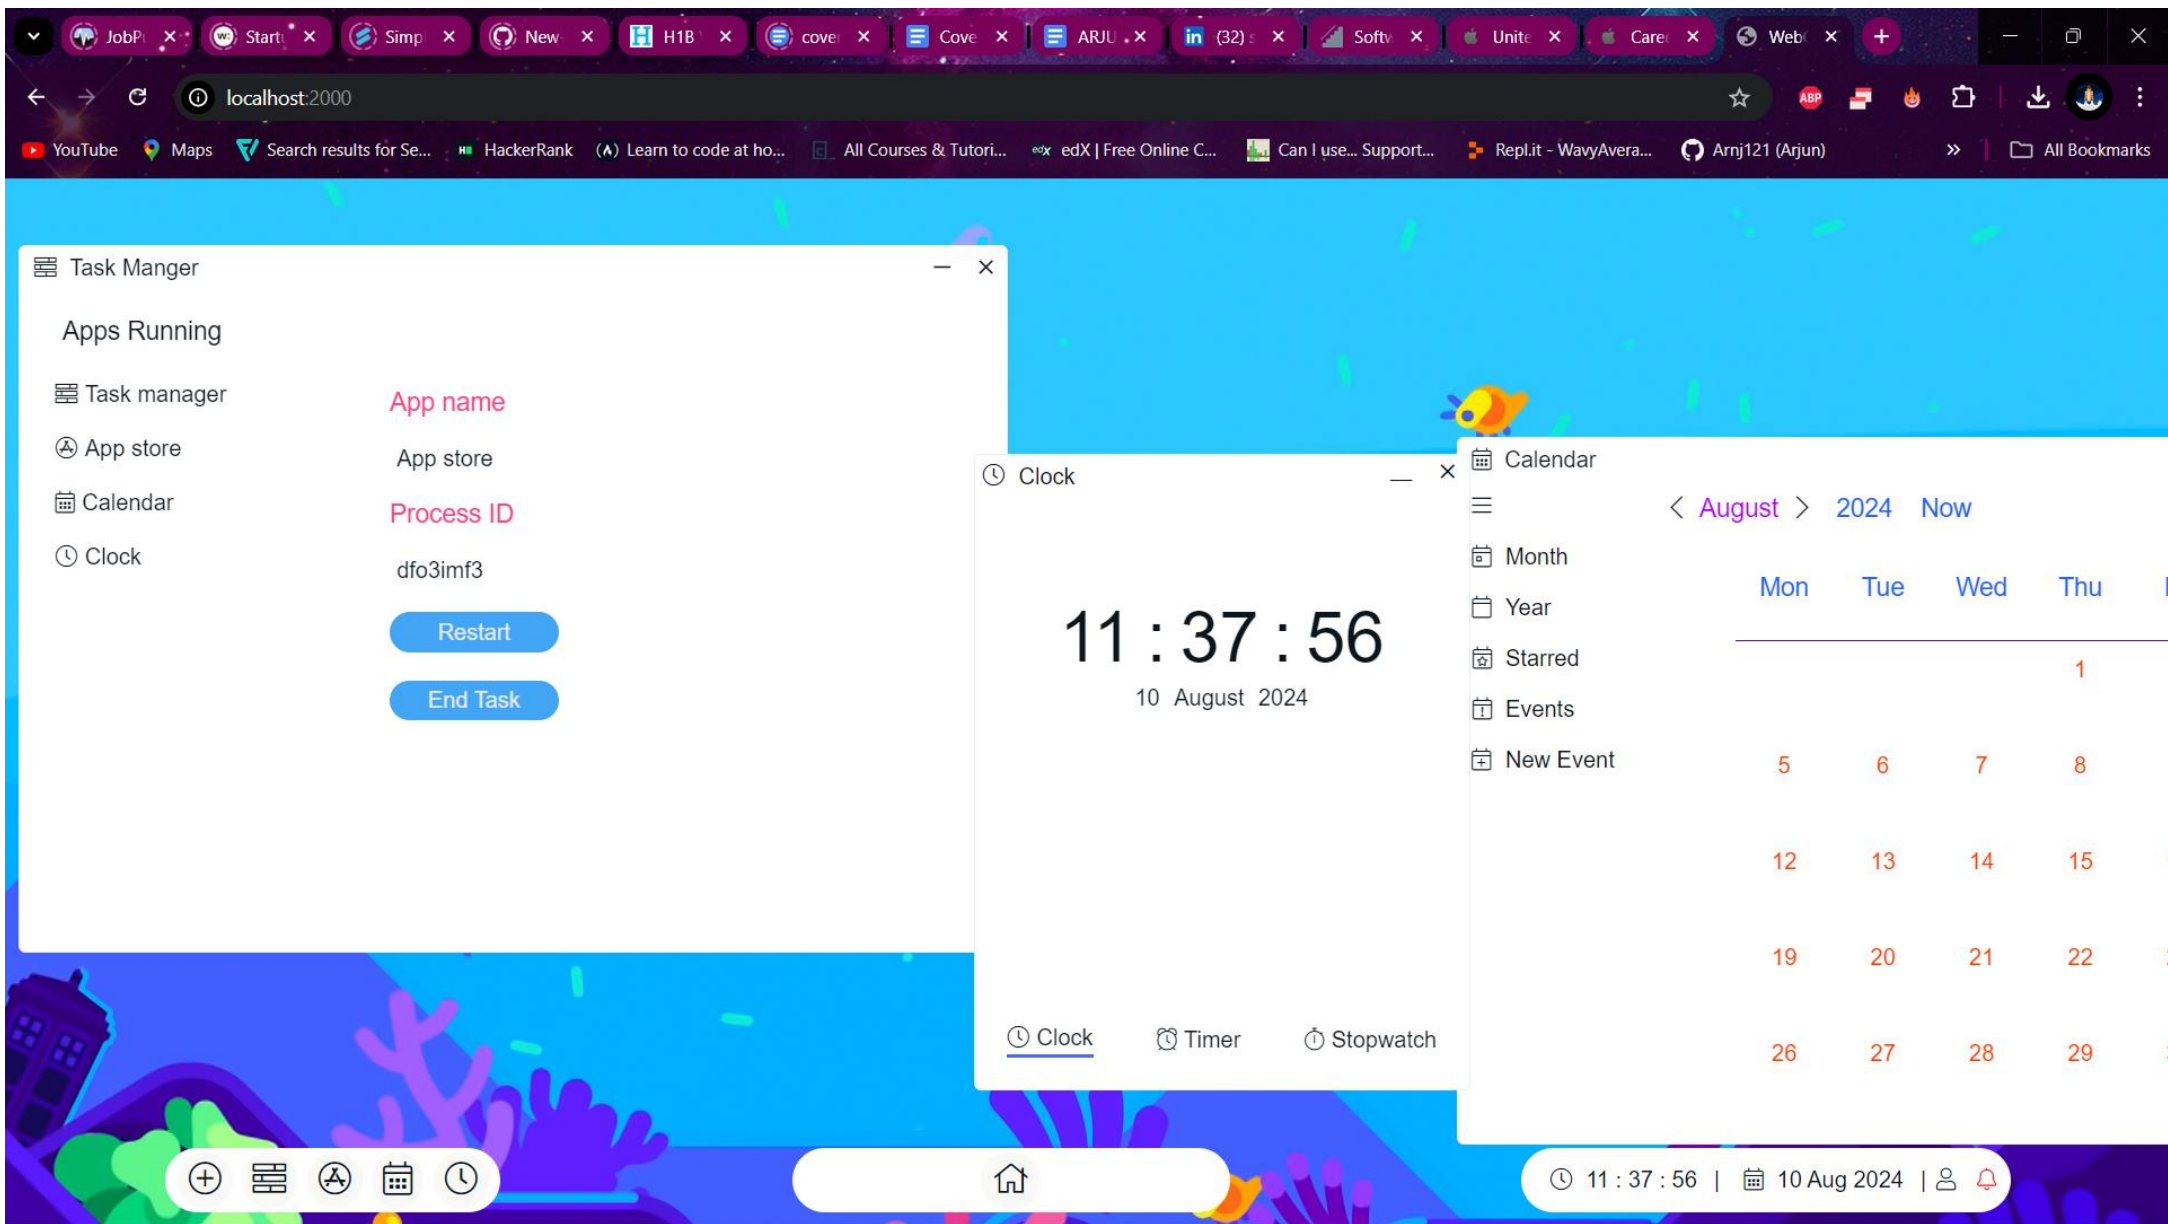 JobP
Start
Simp
New
H1B
cover
Cove
ARJU
(32) s
Softw
Unite
Caree
Web
localhost:2000
ABP
YouTube
Maps
Search results for Se...
HackerRank
Learn to code at ho...
All Courses & Tutori...
edX | Free Online C...
Can I use... Support...
Repl.it - WavyAvera...
Arnj121 (Arjun)
»
All Bookmarks
Task Manger
Apps Running
Task manager
App store
Calendar
Clock
App name
App store
Process ID
dfo3imf3
Restart
End Task
Clock
11 : 37 : 56
10 August 2024
Clock
Timer
Stopwatch
Calendar
August 2024 Now
Month
Year
Starred
Events
New Event
Mon Tue Wed Thu
1
5 6 7 8
12 13 14 15
19 20 21 22
26 27 28 29
11 : 37 : 56 | 10 Aug 2024 |